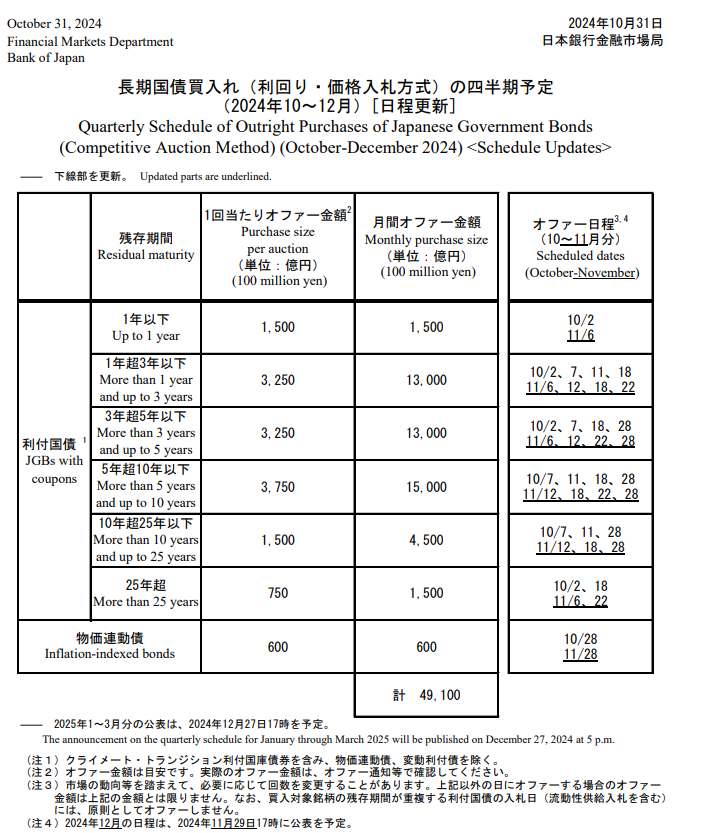 October 31, 2024
Financial Markets Department
Bank of Japan
2024年10月31日
日本銀行金融市場局
長期国債買入れ（利回り・価格入札方式）の四半期予定
（2024年10～12月）［日程更新］
Quarterly Schedule of Outright Purchases of Japanese Government Bonds
(Competitive Auction Method) (October-December 2024) <Schedule Updates>
―― 下線部を更新。 Updated parts are underlined.
残存期間
Residual maturity
1回当たりオファー金額2
Purchase size
per auction
（単位：億円）
(100 million yen)
月間オファー金額
Monthly purchase size
（単位：億円）
(100 million yen)
オファー日程3,4
（10～11月分）
Scheduled dates
(October-November)
利付国債 1
JGBs with
coupons
1年以下
Up to 1 year
1,500
1,500
10/2
11/6
1年超3年以下
More than 1 year
and up to 3 years
3,250
13,000
10/2、7、11、18
11/6、12、18、22
3年超5年以下
More than 3 years
and up to 5 years
3,250
13,000
10/2、7、18、28
11/6、12、22、28
5年超10年以下
More than 5 years
and up to 10 years
3,750
15,000
10/7、11、18、28
11/12、18、22、28
10年超25年以下
More than 10 years
and up to 25 years
1,500
4,500
10/7、11、28
11/12、18、28
25年超
More than 25 years
750
1,500
10/2、18
11/6、22
物価連動債
Inflation-indexed bonds
600
600
10/28
11/28
計 49,100
―― 2025年1～3月分の公表は、2024年12月27日17時を予定。
The announcement on the quarterly schedule for January through March 2025 will be published on December 27, 2024 at 5 p.m.
（注１）クライメート・トランジション利付国庫債券を含み、物価連動債、変動利付債を除く。
（注２）オファー金額は目安です。実際のオファー金額は、オファー通知等で確認してください。
（注３）市場の動向等を踏まえて、必要に応じて回数を変更することがあります。上記以外の日にオファーする場合のオファー
金額は上記の金額とは限りません。なお、買入対象銘柄の残存期間が重複する利付国債の入札日（流動性供給入札を含む）
には、原則としてオファーしません。
（注４）2024年12月の日程は、2024年11月29日17時に公表を予定。